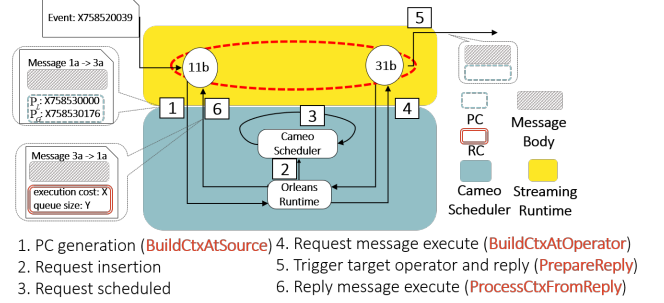 Event: X758520039
5
Message 1a -> 3a
P : X758530000
P : X758530176
11b
31b
1
6
3
4
Cameo
Scheduler
2
Orleans
Runtime
Message 3a -> 1a
execution cost: X
queue size: Y
PC
RC
Message
Body
Cameo
Scheduler
Streaming
Runtime
1. PC generation (BuildCtxAtSource)
2. Request insertion
3. Request scheduled
4. Request message execute (BuildCtxAtOperator)
5. Trigger target operator and reply (PrepareReply)
6. Reply message execute (ProcessCtxFromReply)